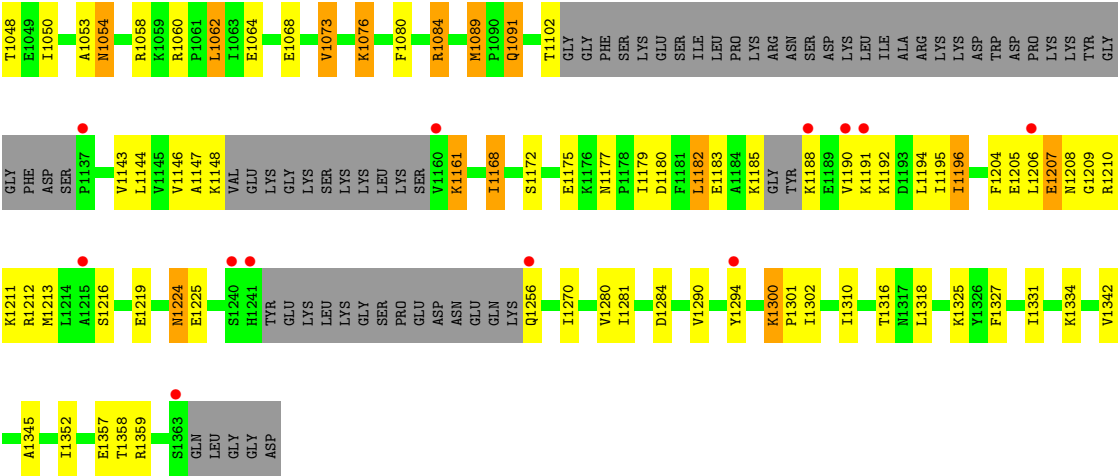 T1048 E1049 I1050 A1053 N1054 R1058 K1059 R1060 P1061 L1062 I1063 E1064 E1068 V1073 K1076 F1080 R1084 M1089 P1090 Q1091 T1102 GLY GLY PHE SER LYS GLU SER ILE LEU PRO LYS ARG ASN SER ASP LYS LEU ILE ALA ARG LYS LYS ASP TRP ASP PRO LYS LYS TYR GLY
GLY PHE ASP SER P1137 V1143 L1144 V1145 V1146 A1147 K1148 VAL GLU LYS GLY LYS SER LYS LYS LEU LYS SER V1160 K1161 I1168 S1172 E1175 K1176 N1177 P1178 I1179 D1180 F1181 L1182 E1183 A1184 K1185 GLY TYR K1188 E1189 V1190 K1191 K1192 D1193 L1194 I1195 I1196 F1204 E1205 L1206 E1207 N1208 G1209 R1210
K1211 R1212 M1213 L1214 A1215 S1216 E1219 N1224 E1225 S1240 H1241 TYR GLU LYS LEU LYS GLY SER PRO GLU ASP ASN GLU GLN LYS Q1256 I1270 V1280 I1281 D1284 V1290 Y1294 K1300 P1301 I1302 I1310 T1316 N1317 L1318 K1325 Y1326 F1327 I1331 K1334 V1342
A1345 I1352 E1357 T1358 R1359 S1363 GLN LEU GLY GLY ASP